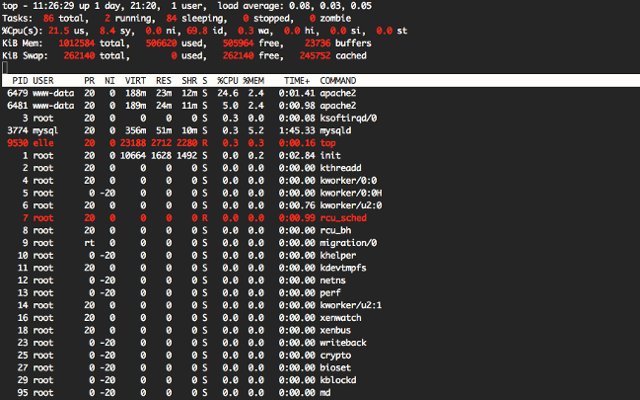 top - 11:26:29 up 1 day, 21:20,  1 user,  load average: 0.08, 0.03, 0.05
Tasks:  86 total,   2 running,  84 sleeping,   0 stopped,   0 zombie
%Cpu(s): 21.5 us,  8.4 sy,  0.0 ni, 69.8 id,  0.3 wa,  0.0 hi,  0.0 si,  0.0 st
KiB Mem:   1012584 total,   506620 used,   505964 free,    23736 buffers
KiB Swap:   262140 total,        0 used,   262140 free,   245752 cached
PID USER      PR  NI  VIRT  RES  SHR S  %CPU %MEM    TIME+  COMMAND
6479 www-data  20   0  188m  23m  12m S  24.6  2.4   0:01.41 apache2
6481 www-data  20   0  189m  24m  11m S   5.0  2.4   0:00.98 apache2
3 root      20   0     0    0    0 S   0.3  0.0   0:00.08 ksoftirqd/0
3774 mysql     20   0  356m  51m  10m S   0.3  5.2   1:45.33 mysqld
9530 elle      20   0 23188 2712 2280 R   0.3  0.3   0:00.16 top
1 root      20   0 10664 1628 1492 S   0.0  0.2   0:02.84 init
2 root      20   0     0    0    0 S   0.0  0.0   0:00.00 kthreadd
4 root      20   0     0    0    0 S   0.0  0.0   0:00.00 kworker/0:0
5 root       0 -20     0    0    0 S   0.0  0.0   0:00.00 kworker/0:0H
6 root      20   0     0    0    0 S   0.0  0.0   0:00.76 kworker/u2:0
7 root      20   0     0    0    0 R   0.0  0.0   0:00.99 rcu_sched
8 root      20   0     0    0    0 S   0.0  0.0   0:00.00 rcu_bh
9 root      rt   0     0    0    0 S   0.0  0.0   0:00.00 migration/0
10 root       0 -20     0    0    0 S   0.0  0.0   0:00.00 khelper
11 root      20   0     0    0    0 S   0.0  0.0   0:00.00 kdevtmpfs
12 root       0 -20     0    0    0 S   0.0  0.0   0:00.00 netns
13 root       0 -20     0    0    0 S   0.0  0.0   0:00.00 perf
14 root      20   0     0    0    0 S   0.0  0.0   0:00.00 kworker/u2:1
16 root      20   0     0    0    0 S   0.0  0.0   0:00.00 xenwatch
18 root      20   0     0    0    0 S   0.0  0.0   0:00.00 xenbus
23 root       0 -20     0    0    0 S   0.0  0.0   0:00.00 writeback
25 root       0 -20     0    0    0 S   0.0  0.0   0:00.00 crypto
27 root       0 -20     0    0    0 S   0.0  0.0   0:00.00 bioset
29 root       0 -20     0    0    0 S   0.0  0.0   0:00.00 kblockd
95 root       0 -20     0    0    0 S   0.0  0.0   0:00.00 md